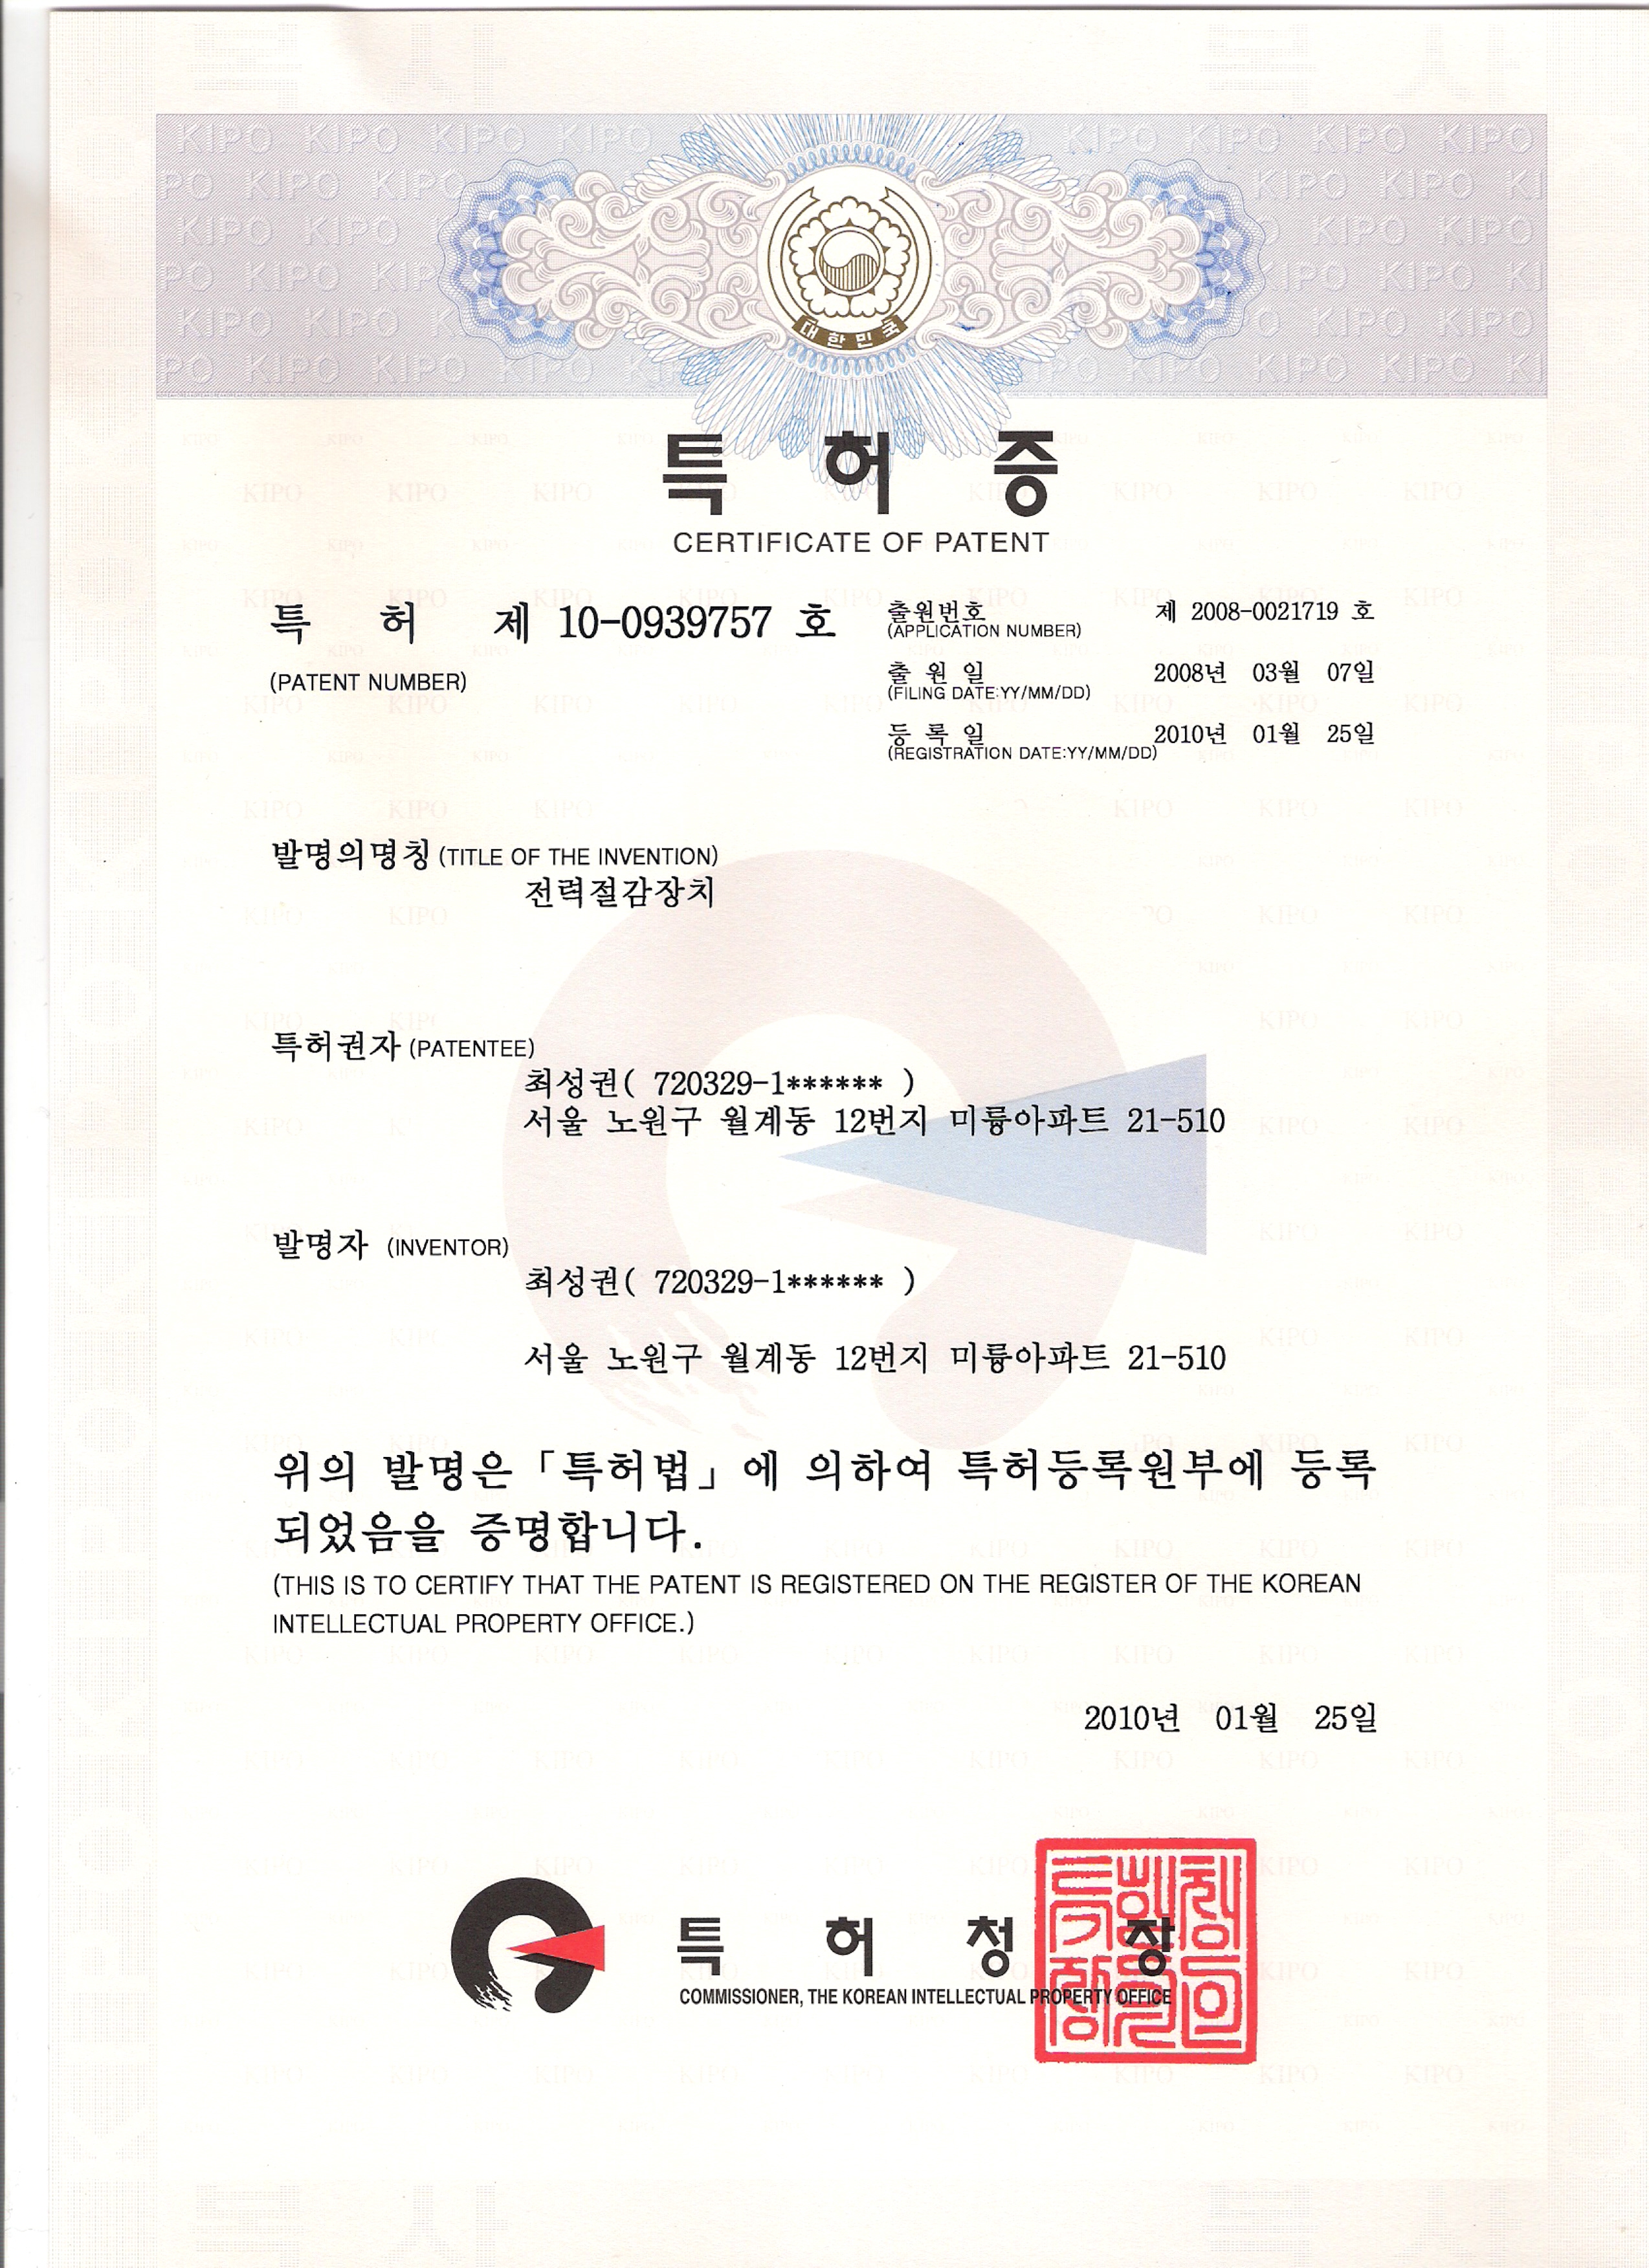 대한민국
특허증
CERTIFICATE OF PATENT
특 허 제 10-0939757 호
(PATENT NUMBER)
출원번호 제 2008-0021719 호
(APPLICATION NUMBER)
출원일 2008년 03월 07일
(FILING DATE:YY/MM/DD)
등록일 2010년 01월 25일
(REGISTRATION DATE:YY/MM/DD)
발명의명칭 (TITLE OF THE INVENTION)
전력절감장치
특허권자 (PATENTEE)
최성권( 720329-1****** )
서울 노원구 월계동 12번지 미륭아파트 21-510
발명자 (INVENTOR)
최성권( 720329-1****** )
서울 노원구 월계동 12번지 미륭아파트 21-510
위의 발명은 「특허법」에 의하여 특허등록원부에 등록
되었음을 증명합니다.
(THIS IS TO CERTIFY THAT THE PATENT IS REGISTERED ON THE REGISTER OF THE KOREAN
INTELLECTUAL PROPERTY OFFICE.)
2010년 01월 25일
특허청장
COMMISSIONER, THE KOREAN INTELLECTUAL PROPERTY OFFICE